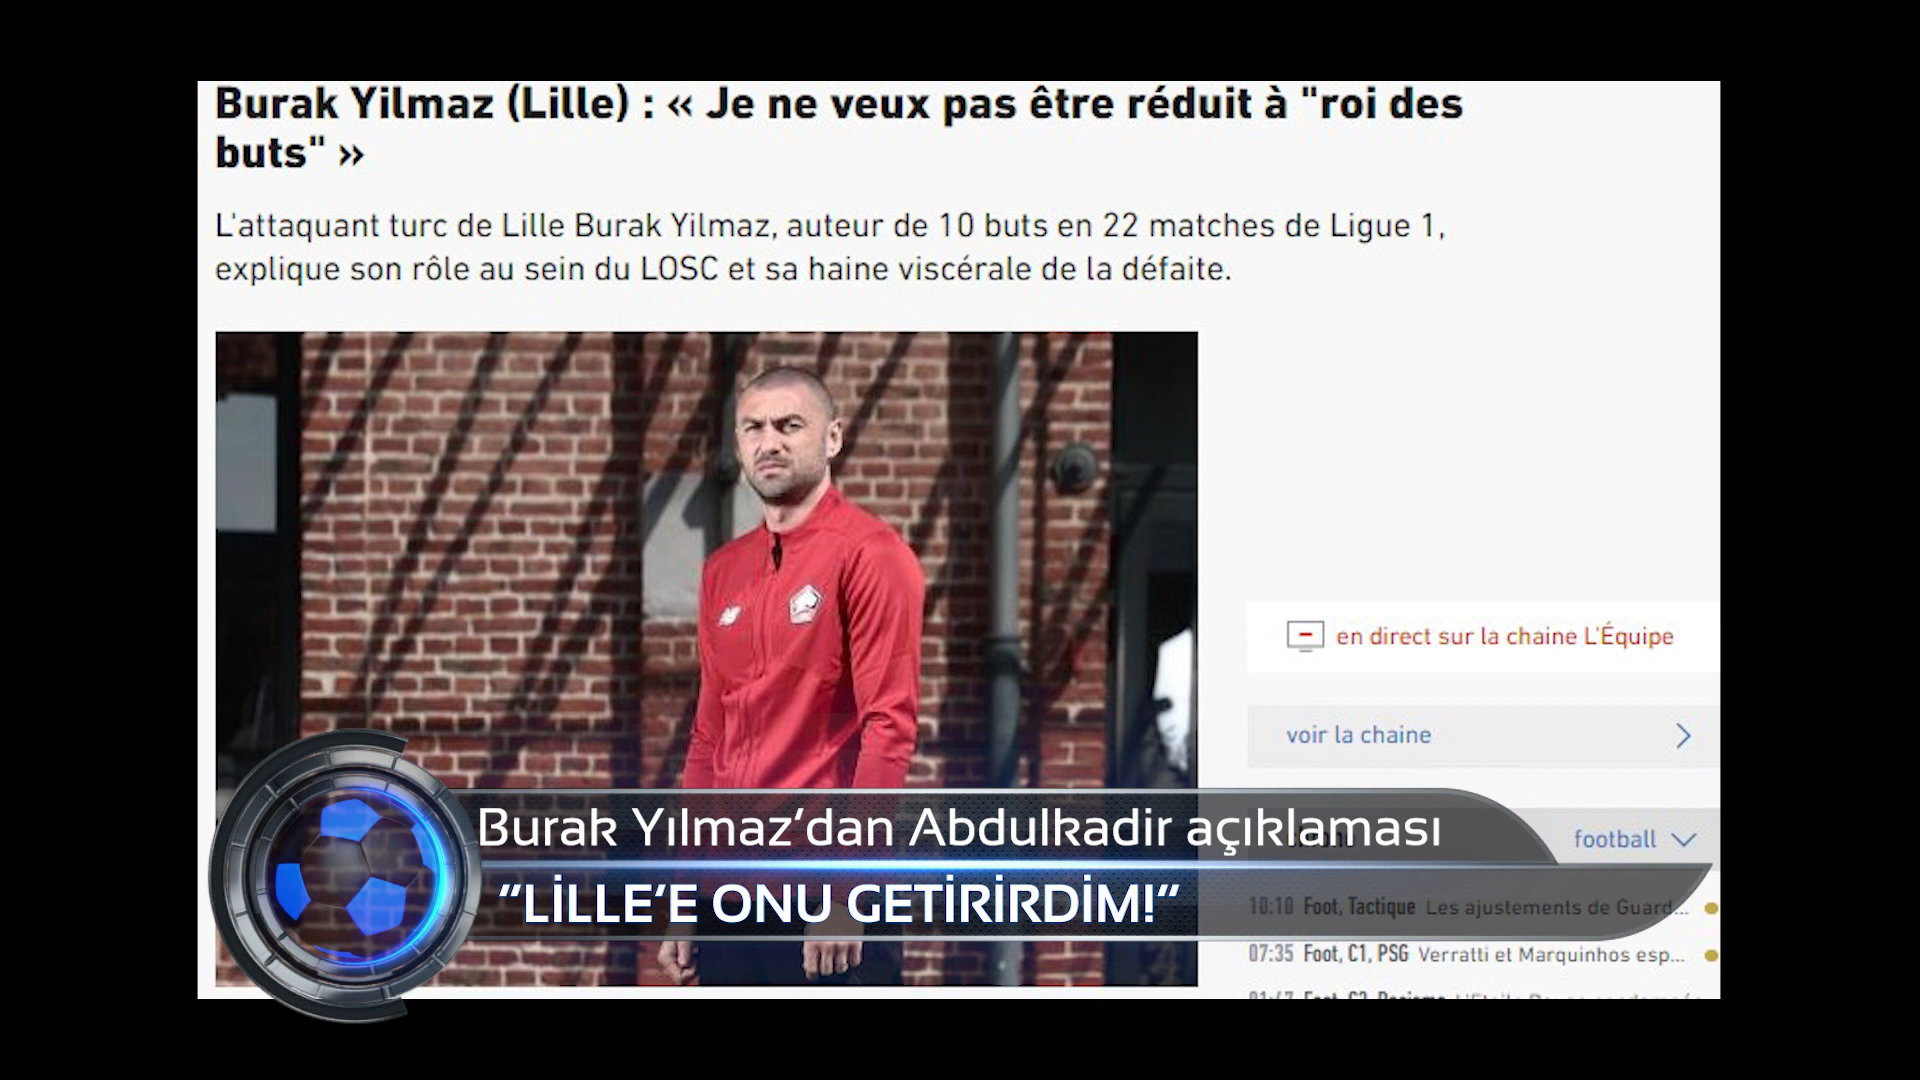 Burak Yilmaz (Lille) : « Je ne veux pas être réduit à "roi des
buts" »
L'attaquant turc de Lille Burak Yilmaz, auteur de 10 buts en 22 matches de Ligue 1,
explique son rôle au sein du LOSC et sa haine viscérale de la défaite.
en direct sur la chaine L'Équipe
voir la chaine
Burak Yılmaz’dan Abdulkadir açıklaması
football
“LİLLE’E ONU GETİRİRDİM!“
10:10 Foot, Tactique Les ajustements de Guard...
07:35 Foot, C1, PSG Verratti et Marquinhos esp...